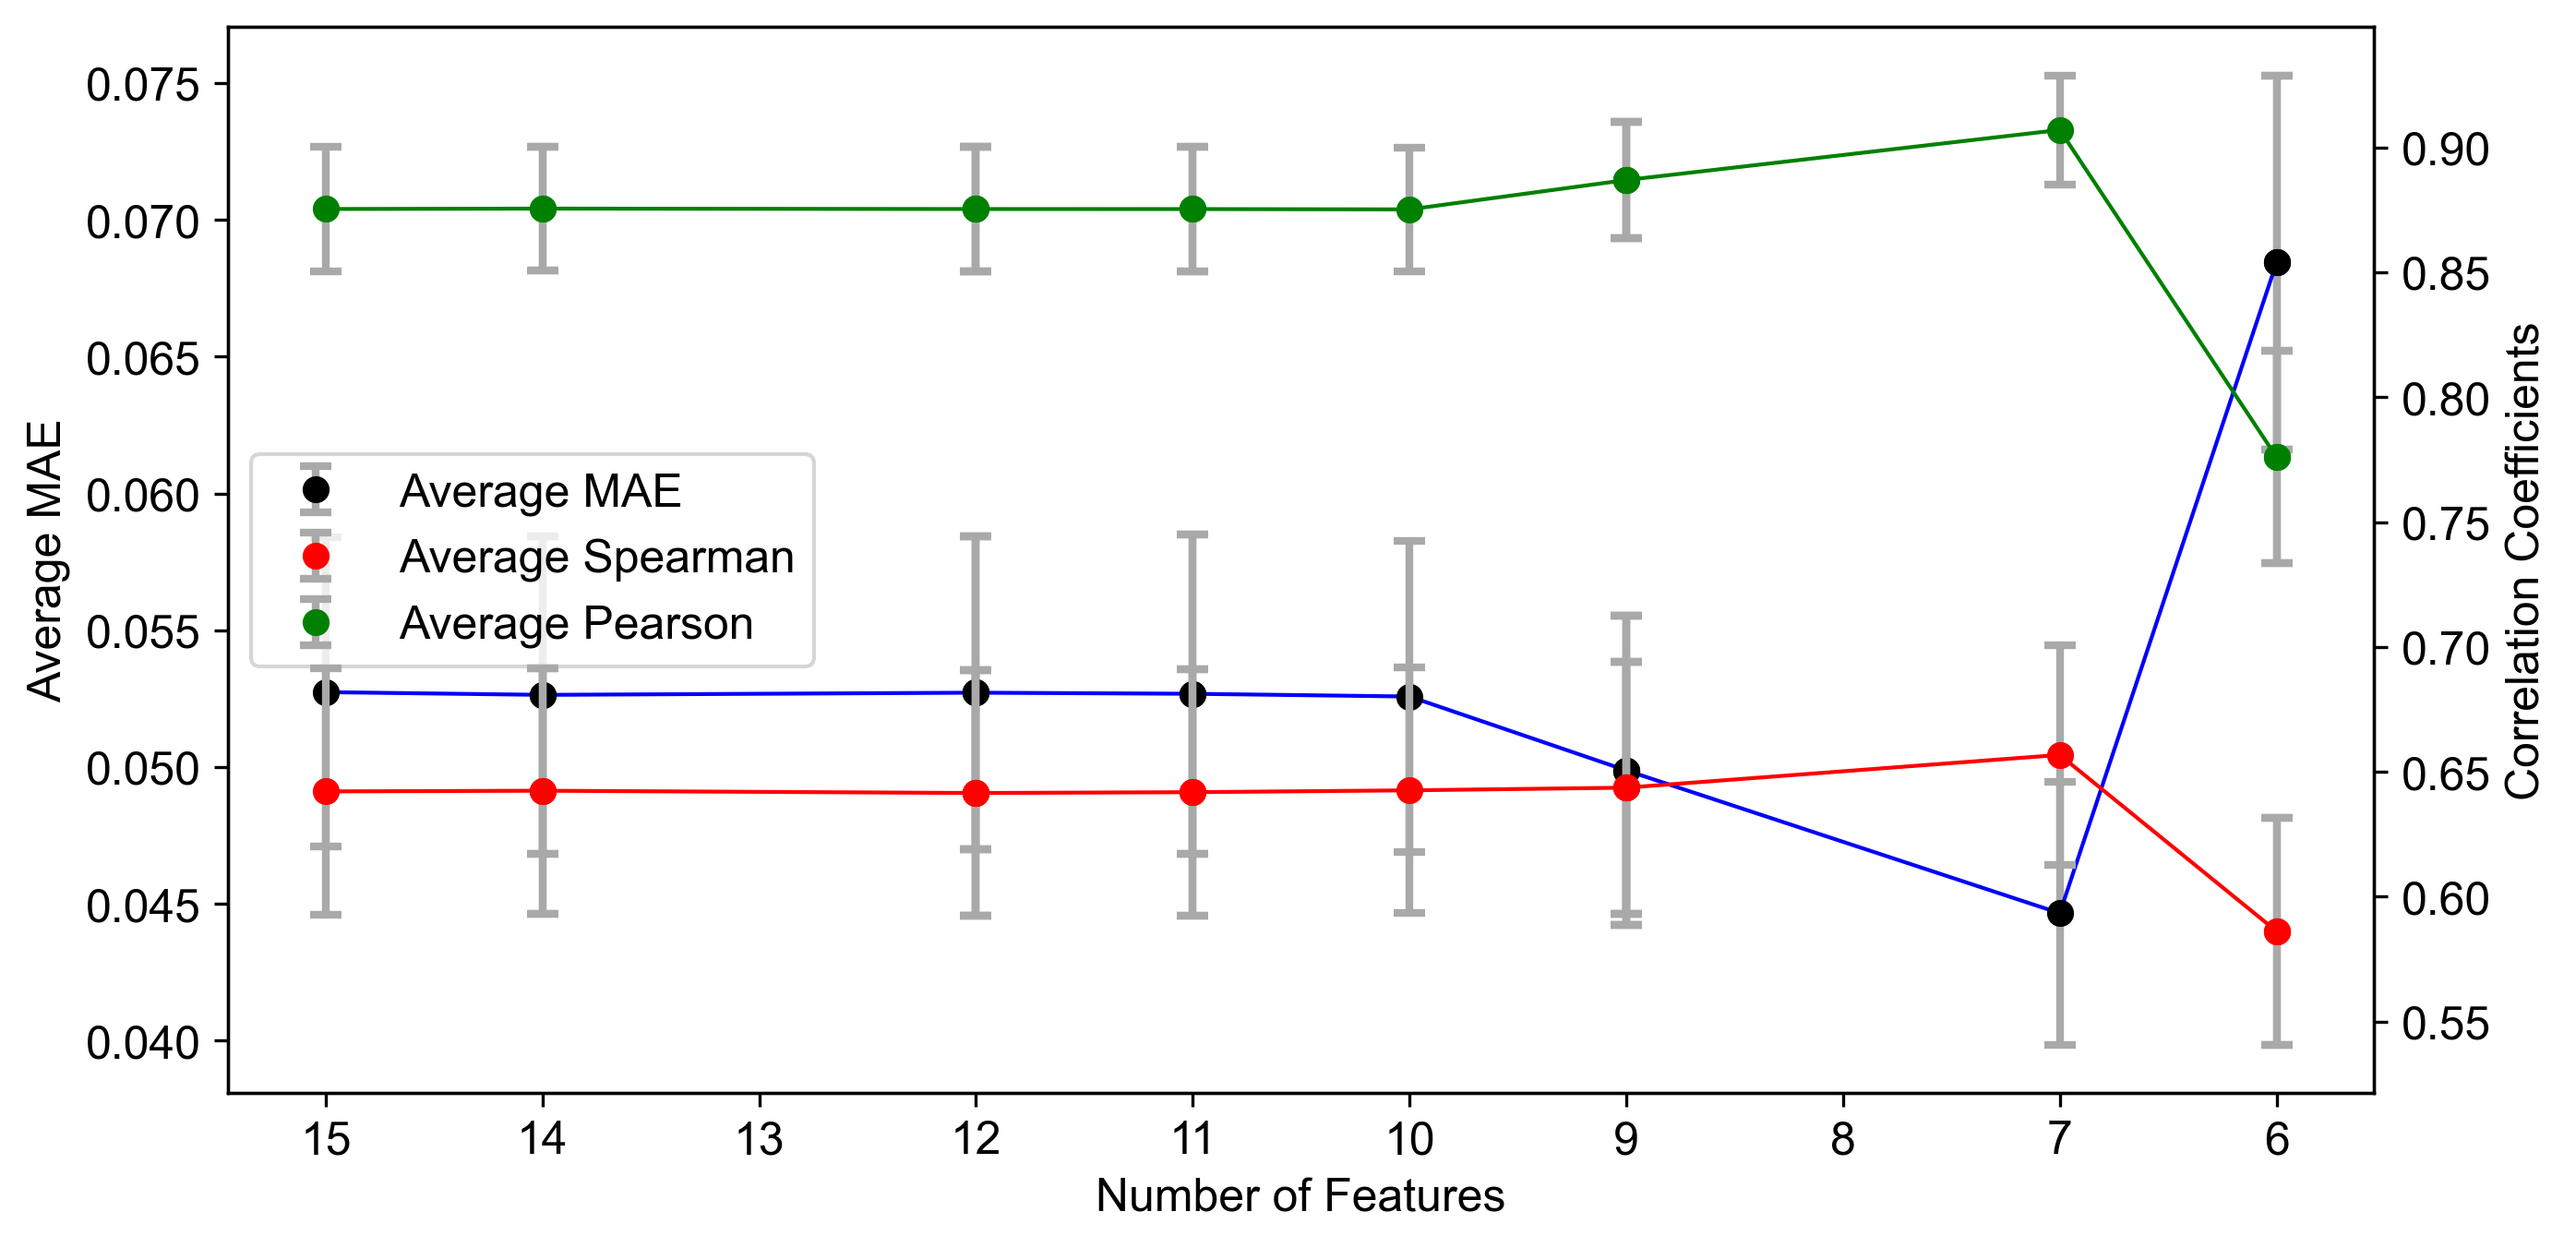 0.075
0.070
0.065
0.060
0.055
0.050
0.045
0.040
Average MAE
Average MAE
Average Spearman
Average Pearson
0.90
0.85
0.80
0.75
0.70
0.65
0.60
0.55
Correlation Coefficients
15 14 13 12 11 10 9 8 7 6
Number of Features